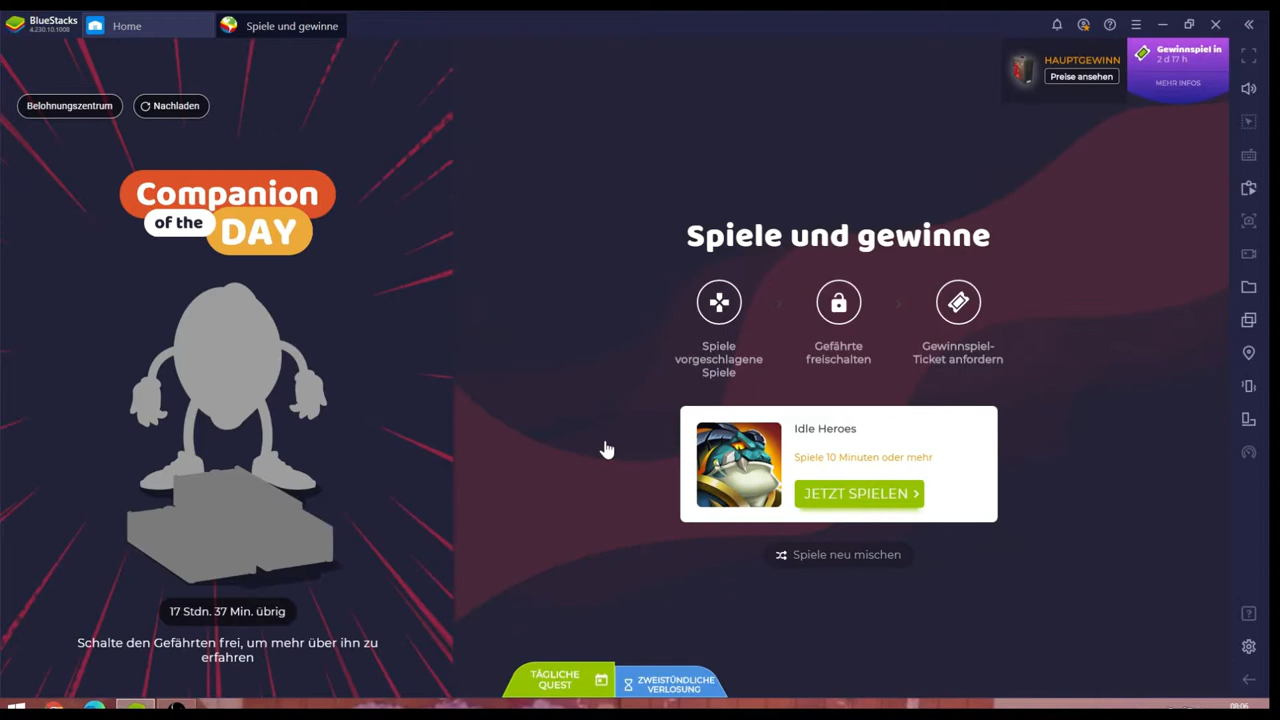 BlueStacks
4.230.10.1008
Home
Spiele und gewinne
HAUPTGEWINN
Preise ansehen
Gewinnspiel in
2 d 17 h
MEHR INFOS
Belohnungszentrum
Nachladen
Companion
of the
DAY
17 Stdn. 37 Min. übrig
Schalte den Gefährten frei, um mehr über ihn zu
erfahren
Spiele und gewinne
Spiele
vorgeschlagene
Spiele
Gefährte
freischalten
Gewinnspiel-
Ticket anfordern
Idle Heroes
Spiele 10 Minuten oder mehr
JETZT SPIELEN
Spiele neu mischen
TÄGLICHE
QUEST
ZWEISTÜNDLICHE
VERLOSUNG
08:06